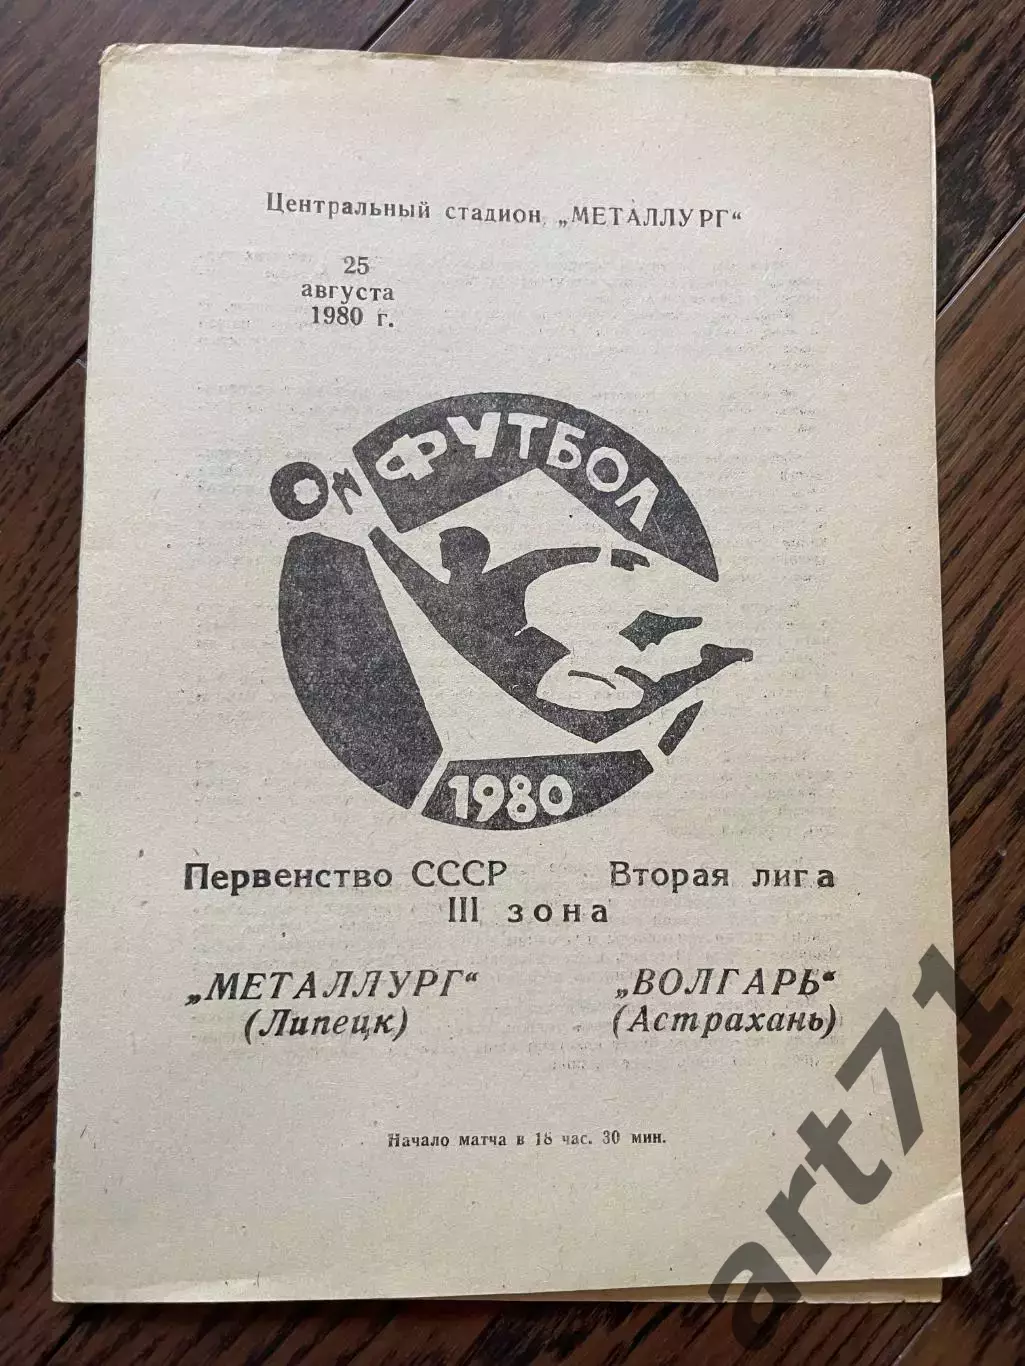 Центральный стадион „МЕТАЛЛУРГ“
25
августа
1980 г.
ФУТБОЛ
1980
Первенство СССР Вторая лига
III зона
„МЕТАЛЛУРГ“ „ВОЛГАРЬ“
(Липецк) (Астрахань)
Начало матча в 18 час. 30 мин.
art71